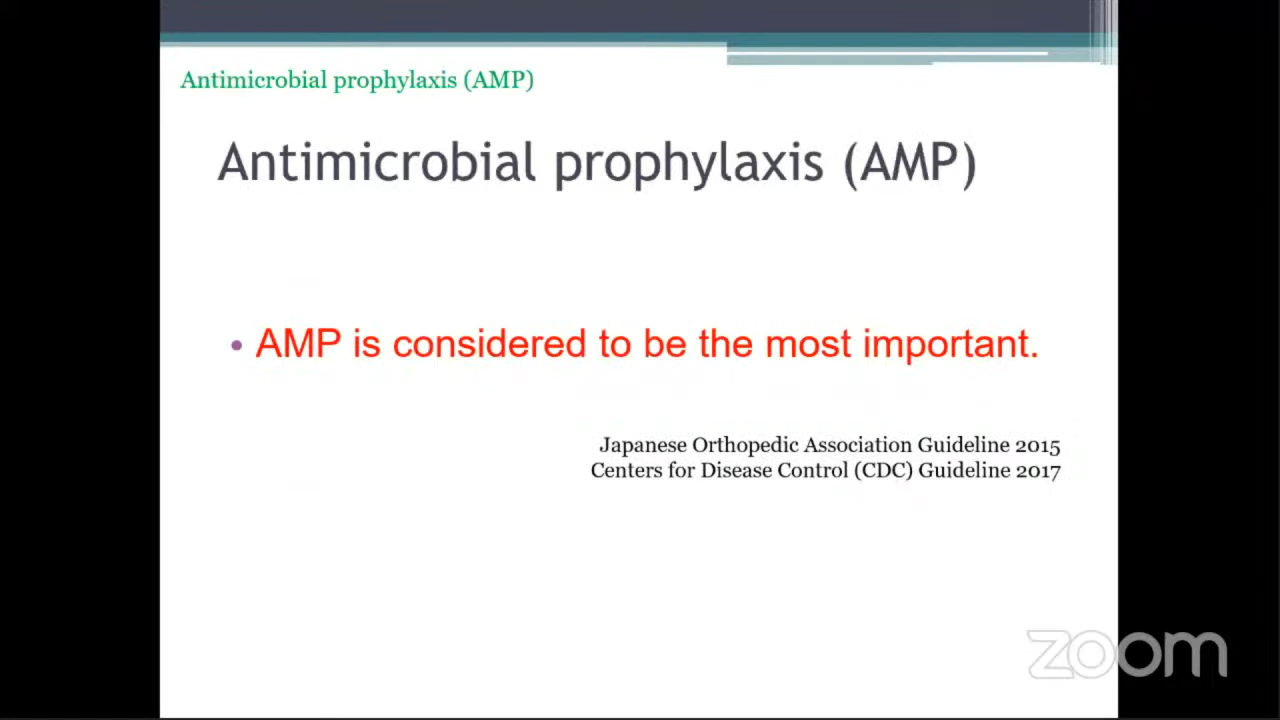 Antimicrobial prophylaxis (AMP)
Antimicrobial prophylaxis (AMP)
• AMP is considered to be the most important.
Japanese Orthopedic Association Guideline 2015
Centers for Disease Control (CDC) Guideline 2017
zoom